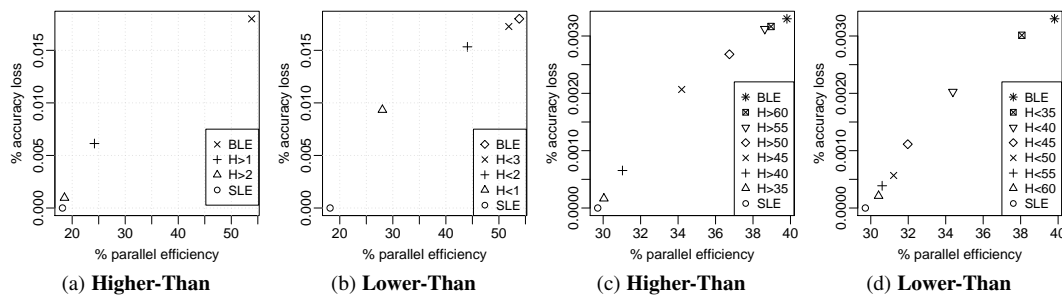 % accuracy loss
0.015
0.010
0.005
0.000
BLE
H>1
H>2
SLE
20 30 40 50
% parallel efficiency
(a) Higher-Than
% accuracy loss
0.015
0.010
0.005
0.000
BLE
H<3
H<2
H<1
SLE
20 30 40 50
% parallel efficiency
(b) Lower-Than
% accuracy loss
0.0030
0.0020
0.0010
0.0000
BLE
H>60
H>55
H>50
H>45
H>40
H>35
SLE
30 32 34 36 38 40
% parallel efficiency
(c) Higher-Than
% accuracy loss
0.0030
0.0020
0.0010
0.0000
BLE
H<35
H<40
H<45
H<50
H<55
H<60
SLE
30 32 34 36 38 40
% parallel efficiency
(d) Lower-Than